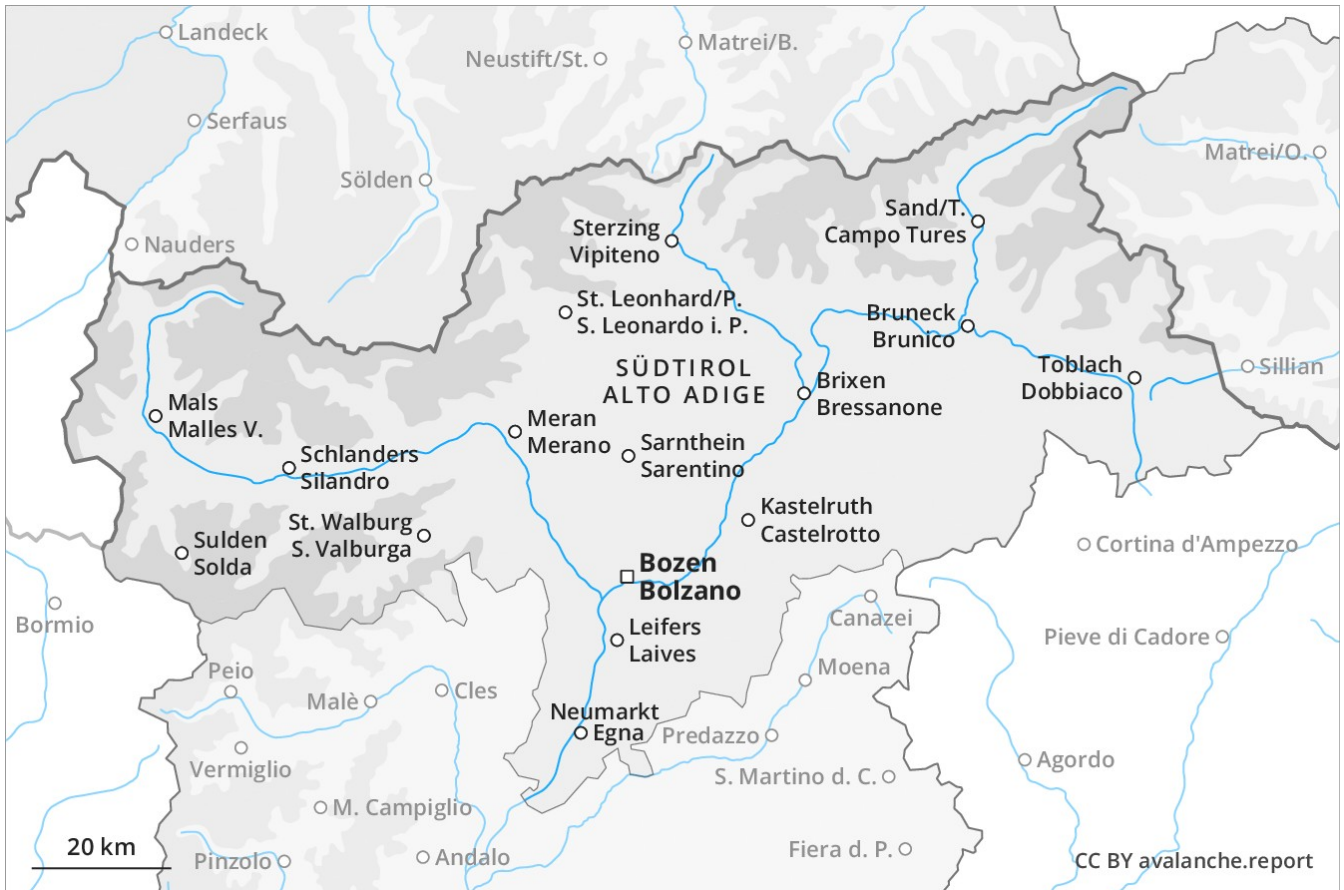 Landeck
Neustift/St.
Matrei/B.
Serfaus
Matrei/O.
Sölden
Nauders
Sand/T.
Campo Tures
Sterzing
Vipiteno
St. Leonhard/P.
S. Leonardo i. P.
Bruneck
Brunico
SÜDTIROL
ALTO ADIGE
Toblach
Dobbiaco
Sillian
Brixen
Bressanone
Mals
Malles V.
Meran
Merano
Sarnthein
Sarentino
Schlanders
Silandro
Kastelruth
Castelrotto
St. Walburg
S. Valburga
Sulden
Solda
Cortina d'Ampezzo
Bozen
Bolzano
Bormio
Canazei
Leifers
Laives
Pieve di Cadore
Peio
Moena
Malè
Cles
Neumarkt
Egna
Predazzo
Vermiglio
Agordo
S. Martino d. C.
M. Campiglio
20 km
Pinzolo
Andalo
Fiera d. P.
CC BY avalanche.report